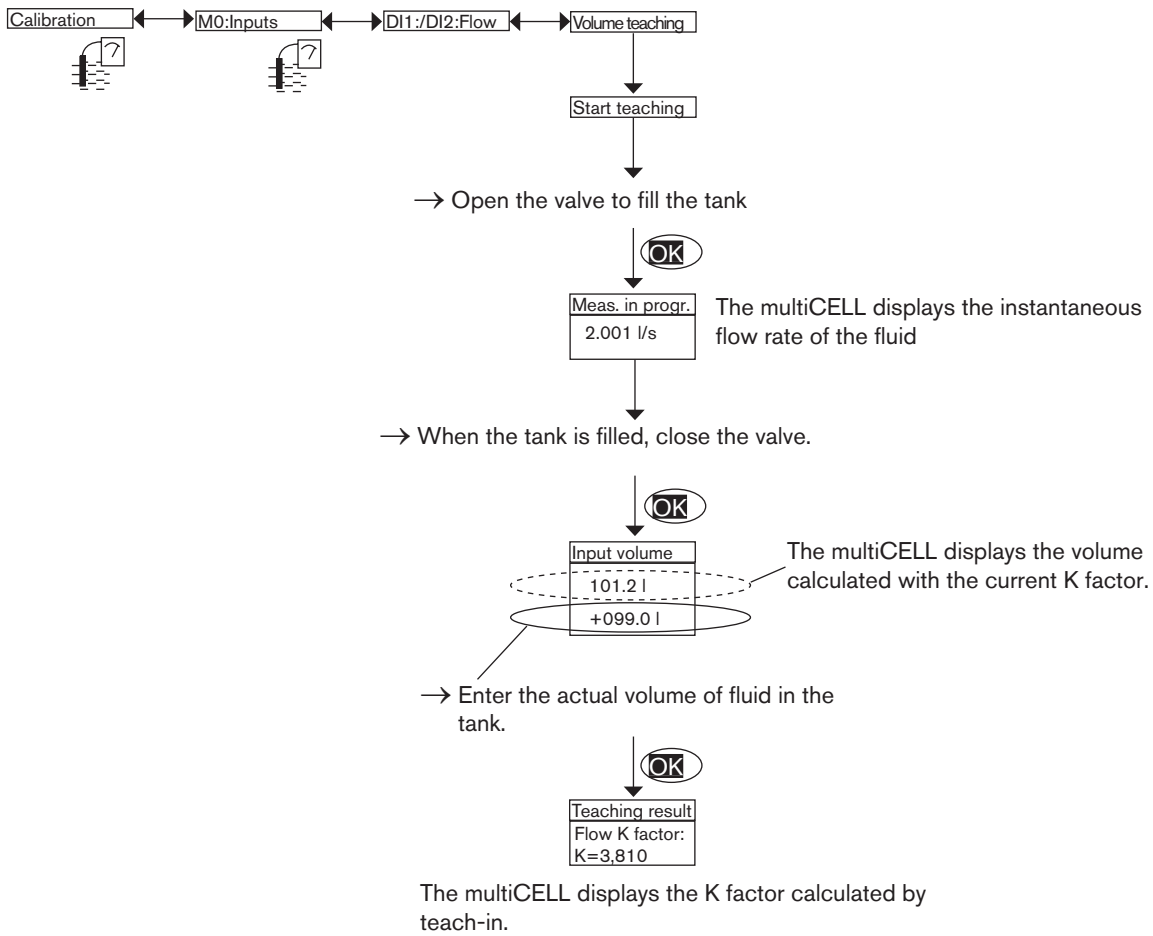 Calibration M0:Inputs DI1:/DI2:Flow Volume teaching
Start teaching
→ Open the valve to fill the tank
OK
Meas. in progr.
2.001 l/s
The multiCELL displays the instantaneous
flow rate of the fluid
→ When the tank is filled, close the valve.
OK
Input volume
101.2 l
+099.0 l
The multiCELL displays the volume
calculated with the current K factor.
→ Enter the actual volume of fluid in the
tank.
OK
Teaching result
Flow K factor:
K=3,810
The multiCELL displays the K factor calculated by
teach-in.